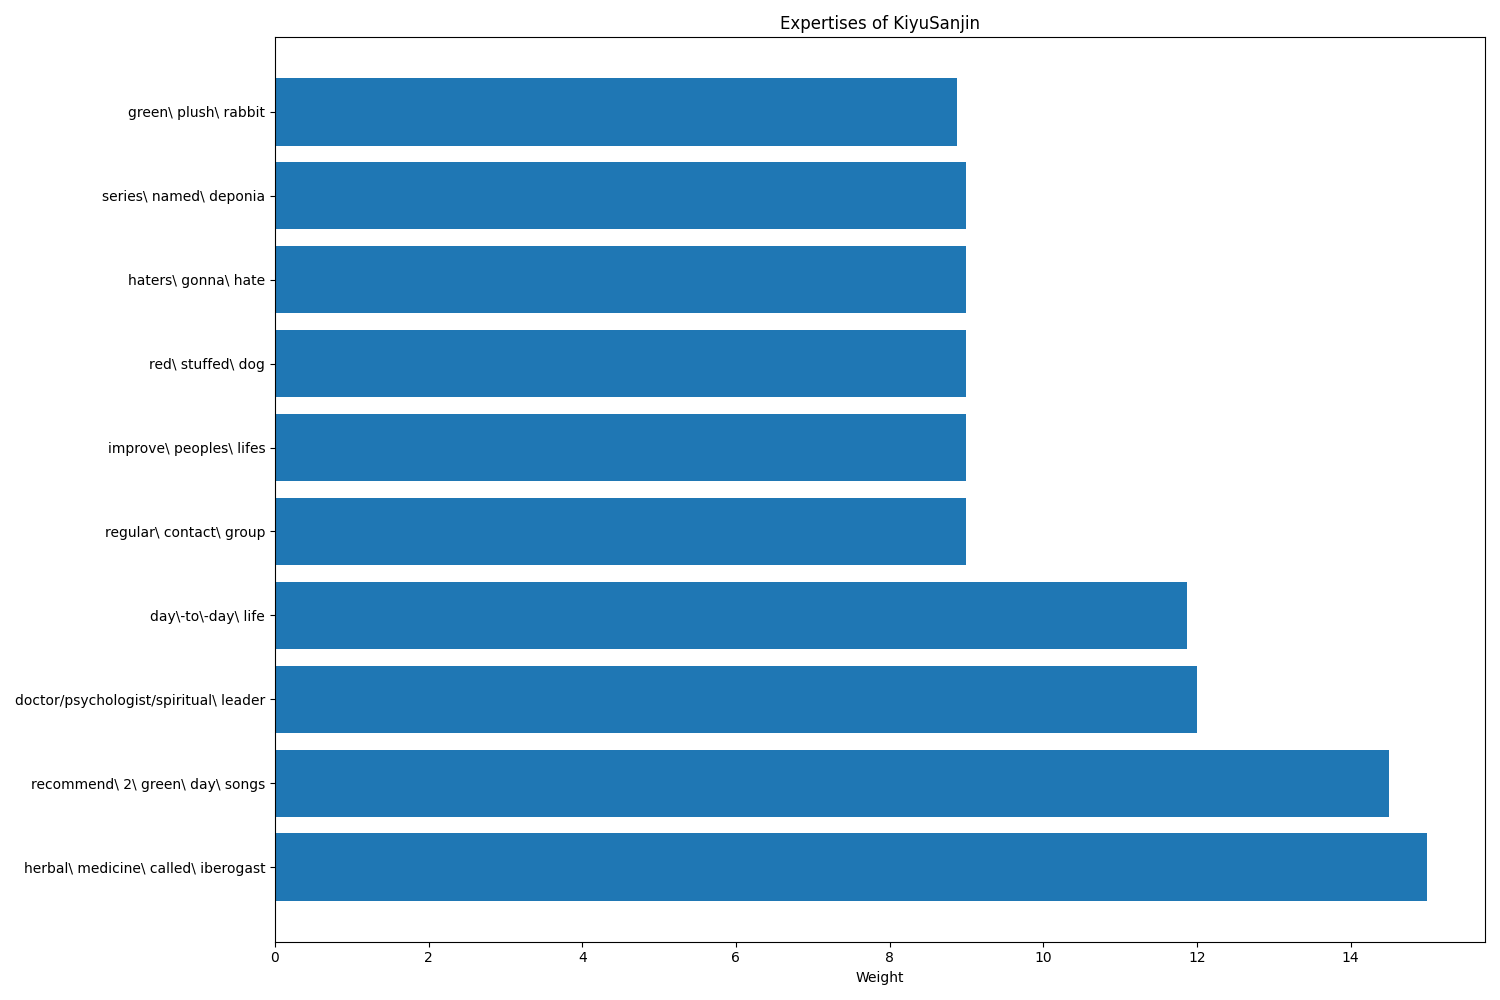 Expertises of KiyuSanjin
green\ plush\ rabbit
series\ named\ deponia
haters\ gonna\ hate
red\ stuffed\ dog
improve\ peoples\ lifes
regular\ contact\ group
day\-to\-day\ life
doctor/psychologist/spiritual\ leader
recommend\ 2\ green\ day\ songs
herbal\ medicine\ called\ iberogast
0 2 4 6 8 10 12 14
Weight